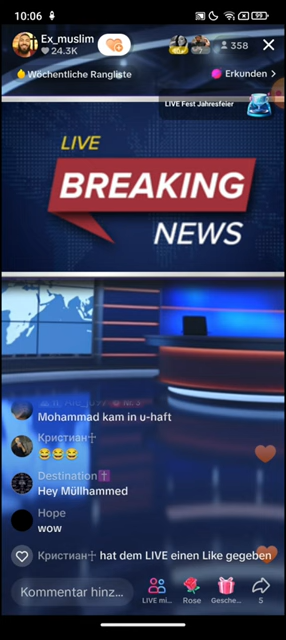 10:06
99
Ex_muslim
24.3K
358
Wöchentliche Rangliste
Erkunden >
LIVE Fest Jahresfeier
LIVE
BREAKING
NEWS
Mohammad kam in u-haft
Кристиан☦
😂😂😂
Destination✝️
Hey Müllhammed
Hope
wow
Кристиан☦ hat dem LIVE einen Like gegeben
Kommentar hinz...
LIVE mi...
Rose
Gesche...
5